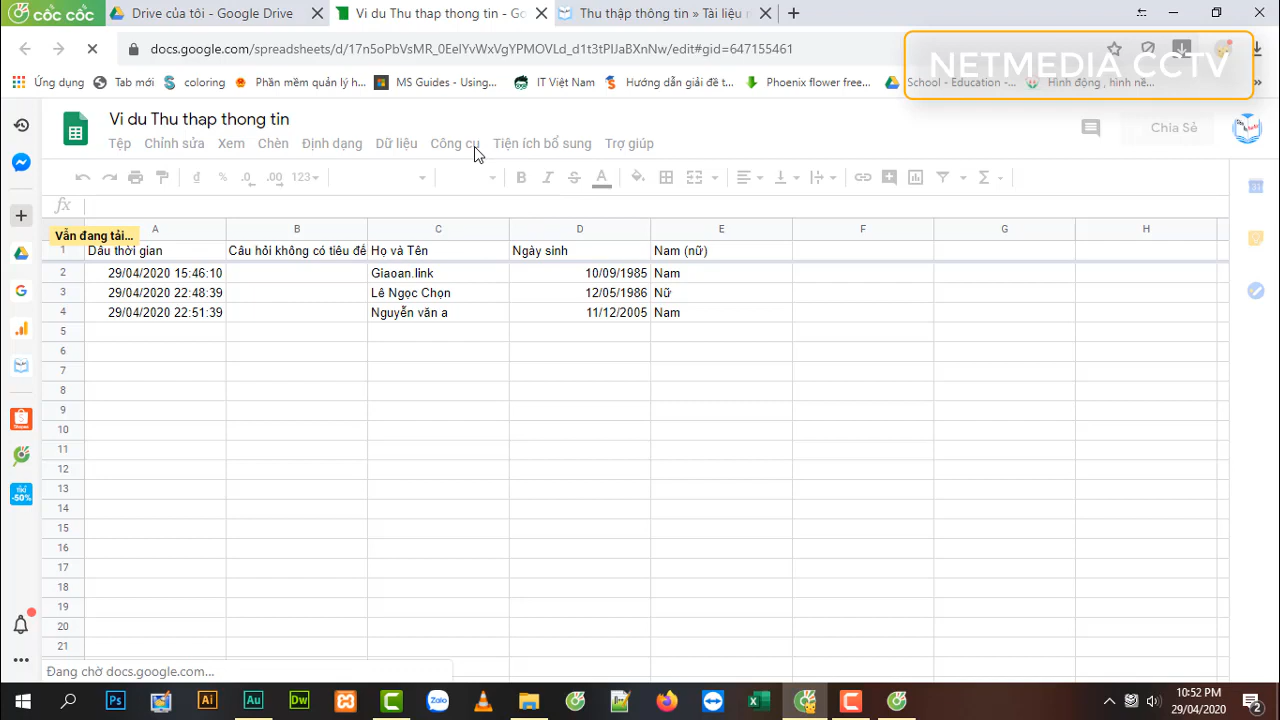 cốc cốc
Drive của tôi - Google Drive
Vi du Thu thap thong tin - Go
Thu thập thông tin » Tài liệu
docs.google.com/spreadsheets/d/17n5oPbVsMR_0EelYvWxVgYPMOVLd_d1t3tPIJaBXnNw/edit#gid=647155461
NETMEDIA CCTV
Ứng dụng
Tab mới
coloring
Phần mềm quản lý h...
MS Guides - Using...
IT Việt Nam
Hướng dẫn giải đề t...
Phoenix flower free...
School - Education -...
Hình động , hình nề...
Vi du Thu thap thong tin
Tệp Chỉnh sửa Xem Chèn Định dạng Dữ liệu Công cụ Tiện ích bổ sung Trợ giúp
Chia Sẻ
đ % .0 .00 123
B I S A
fx
A B C D E F G H
Vẫn đang tải...
1 Dấu thời gian Câu hỏi không có tiêu đề Họ và Tên Ngày sinh Nam (nữ)
2 29/04/2020 15:46:10 Giaoan.link 10/09/1985 Nam
3 29/04/2020 22:48:39 Lê Ngọc Chọn 12/05/1986 Nữ
4 29/04/2020 22:51:39 Nguyễn văn a 11/12/2005 Nam
5
6
7
8
9
10
11
12
13
14
15
16
17
18
19
20
21
Đang chờ docs.google.com...
10:52 PM
29/04/2020